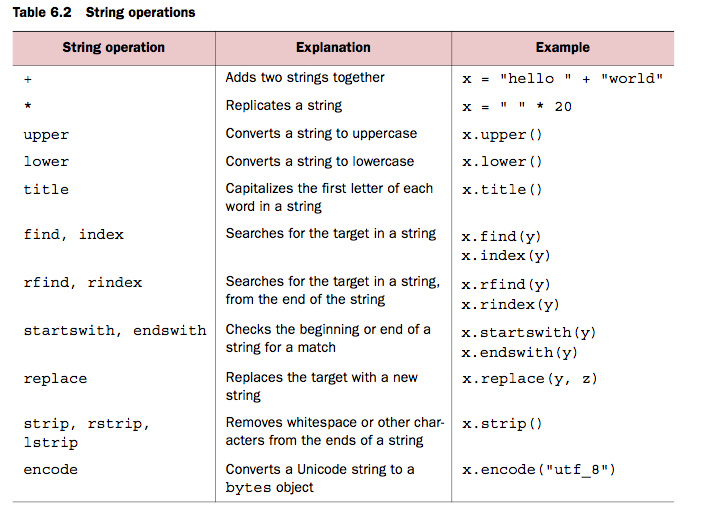 Table 6.2 String operations
String operation Explanation Example
+ Adds two strings together x = "hello " + "world"
* Replicates a string x = " " * 20
upper Converts a string to uppercase x.upper()
lower Converts a string to lowercase x.lower()
title Capitalizes the first letter of each x.title()
word in a string
find, index Searches for the target in a string x.find(y)
x.index(y)
rfind, rindex Searches for the target in a string, x.rfind(y)
from the end of the string x.rindex(y)
startswith, endswith Checks the beginning or end of a x.startswith(y)
string for a match x.endswith(y)
replace Replaces the target with a new x.replace(y, z)
string
strip, rstrip, Removes whitespace or other char- x.strip()
lstrip acters from the ends of a string
encode Converts a Unicode string to a x.encode("utf_8")
bytes object